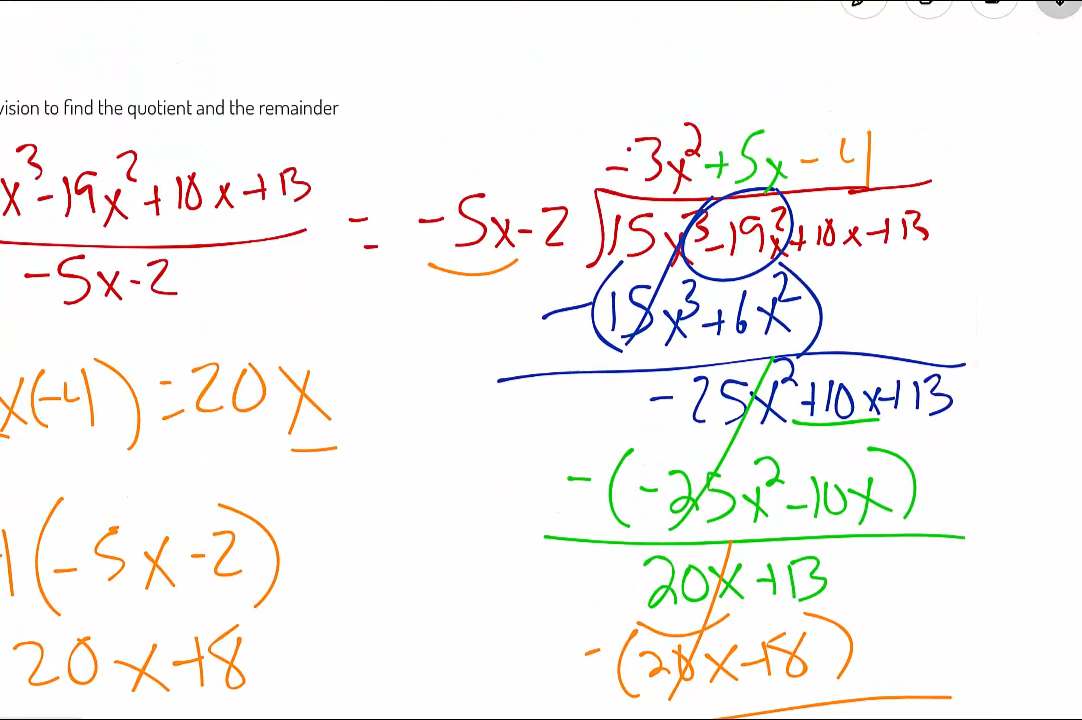 vision to find the quotient and the remainder
x³-19x²+10x+13
-5x-2
=
-3x²+5x-4
-5x-2 15x³-19x²+10x+13
-(15x³+6x²)
-25x²+10x+13
x(-4)=20x
-(-25x²-10x)
(-5x-2)
20x+13
20x+8
-(20x+8)